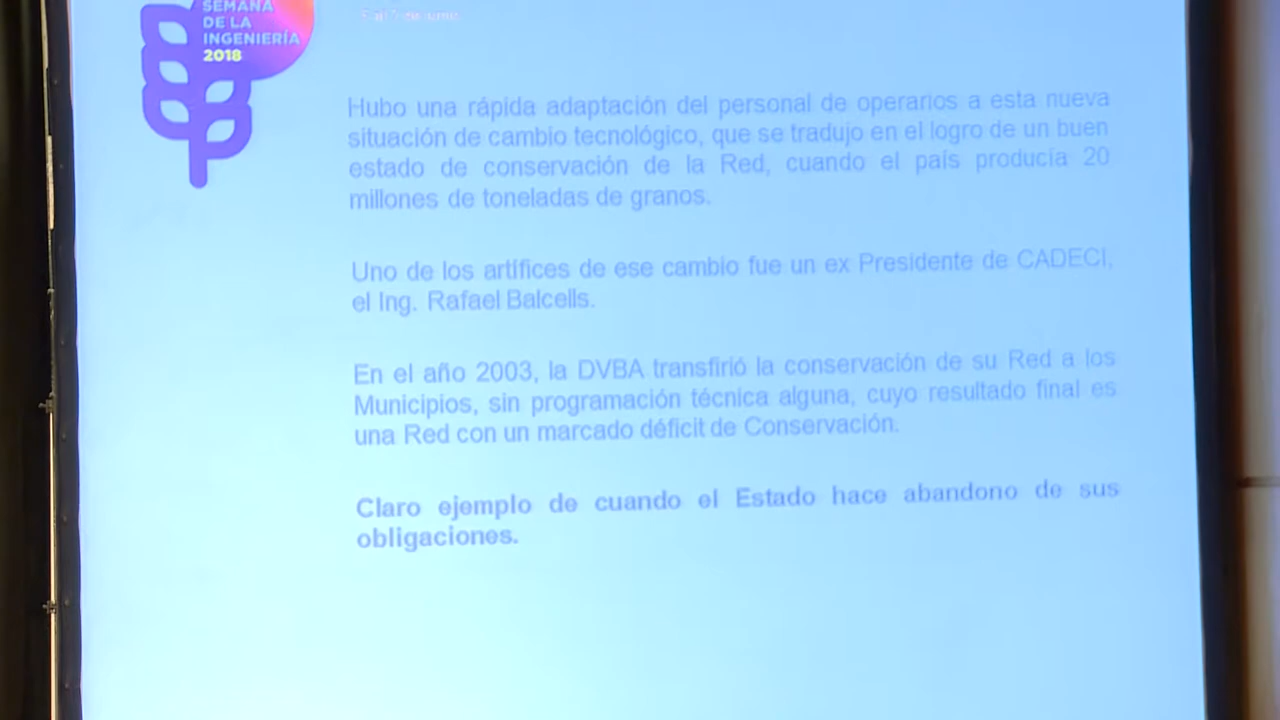 SEMANA
DE LA
INGENIERÍA
2018
Hubo una rápida adaptación del personal de operarios a esta nueva
situación de cambio tecnológico, que se tradujo en el logro de un buen
estado de conservación de la Red, cuando el país producía 20
millones de toneladas de granos.
Uno de los artífices de ese cambio fue un ex Presidente de CADECI,
el Ing. Rafael Balcells.
En el año 2003, la DVBA transfirió la conservación de su Red a los
Municipios, sin programación técnica alguna, cuyo resultado final es
una Red con un marcado déficit de Conservación.
Claro ejemplo de cuando el Estado hace abandono de sus
obligaciones.